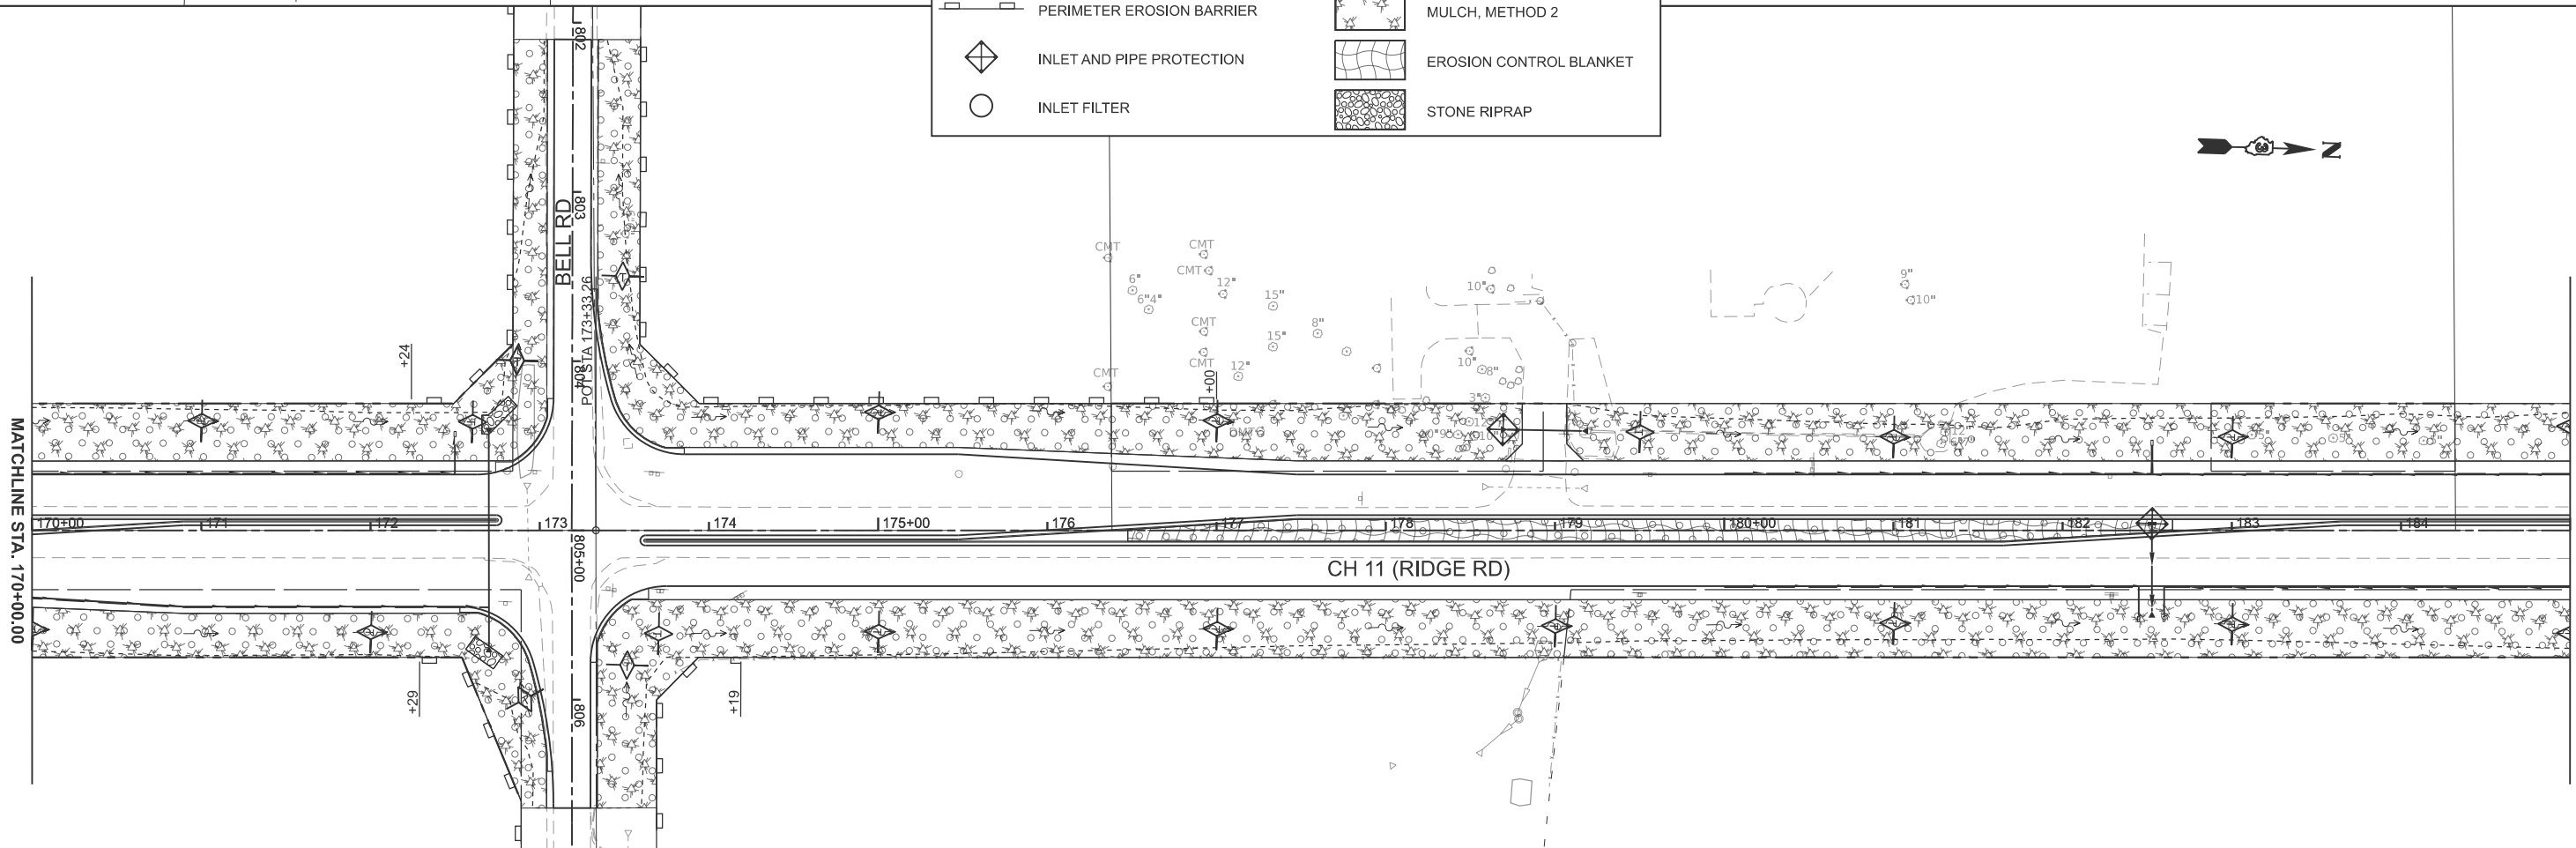 PERIMETER EROSION BARRIER
MULCH, METHOD 2
INLET AND PIPE PROTECTION
EROSION CONTROL BLANKET
INLET FILTER
STONE RIPRAP
N
802
803
BELL RD
POT STA 173+33.26
804
805+00
806
CMT
CMT
CMT
6"
6"4"
12"
15"
10"
9"
10"
CMT
8"
15"
CMT
12"
10"
8"
CMT
3"
+24
+00
MATCHLINE STA. 170+00.00
170+00
171
172
173
174
175+00
176
177
178
179
180+00
181
182
183
184
CH 11 (RIDGE RD)
+29
+19